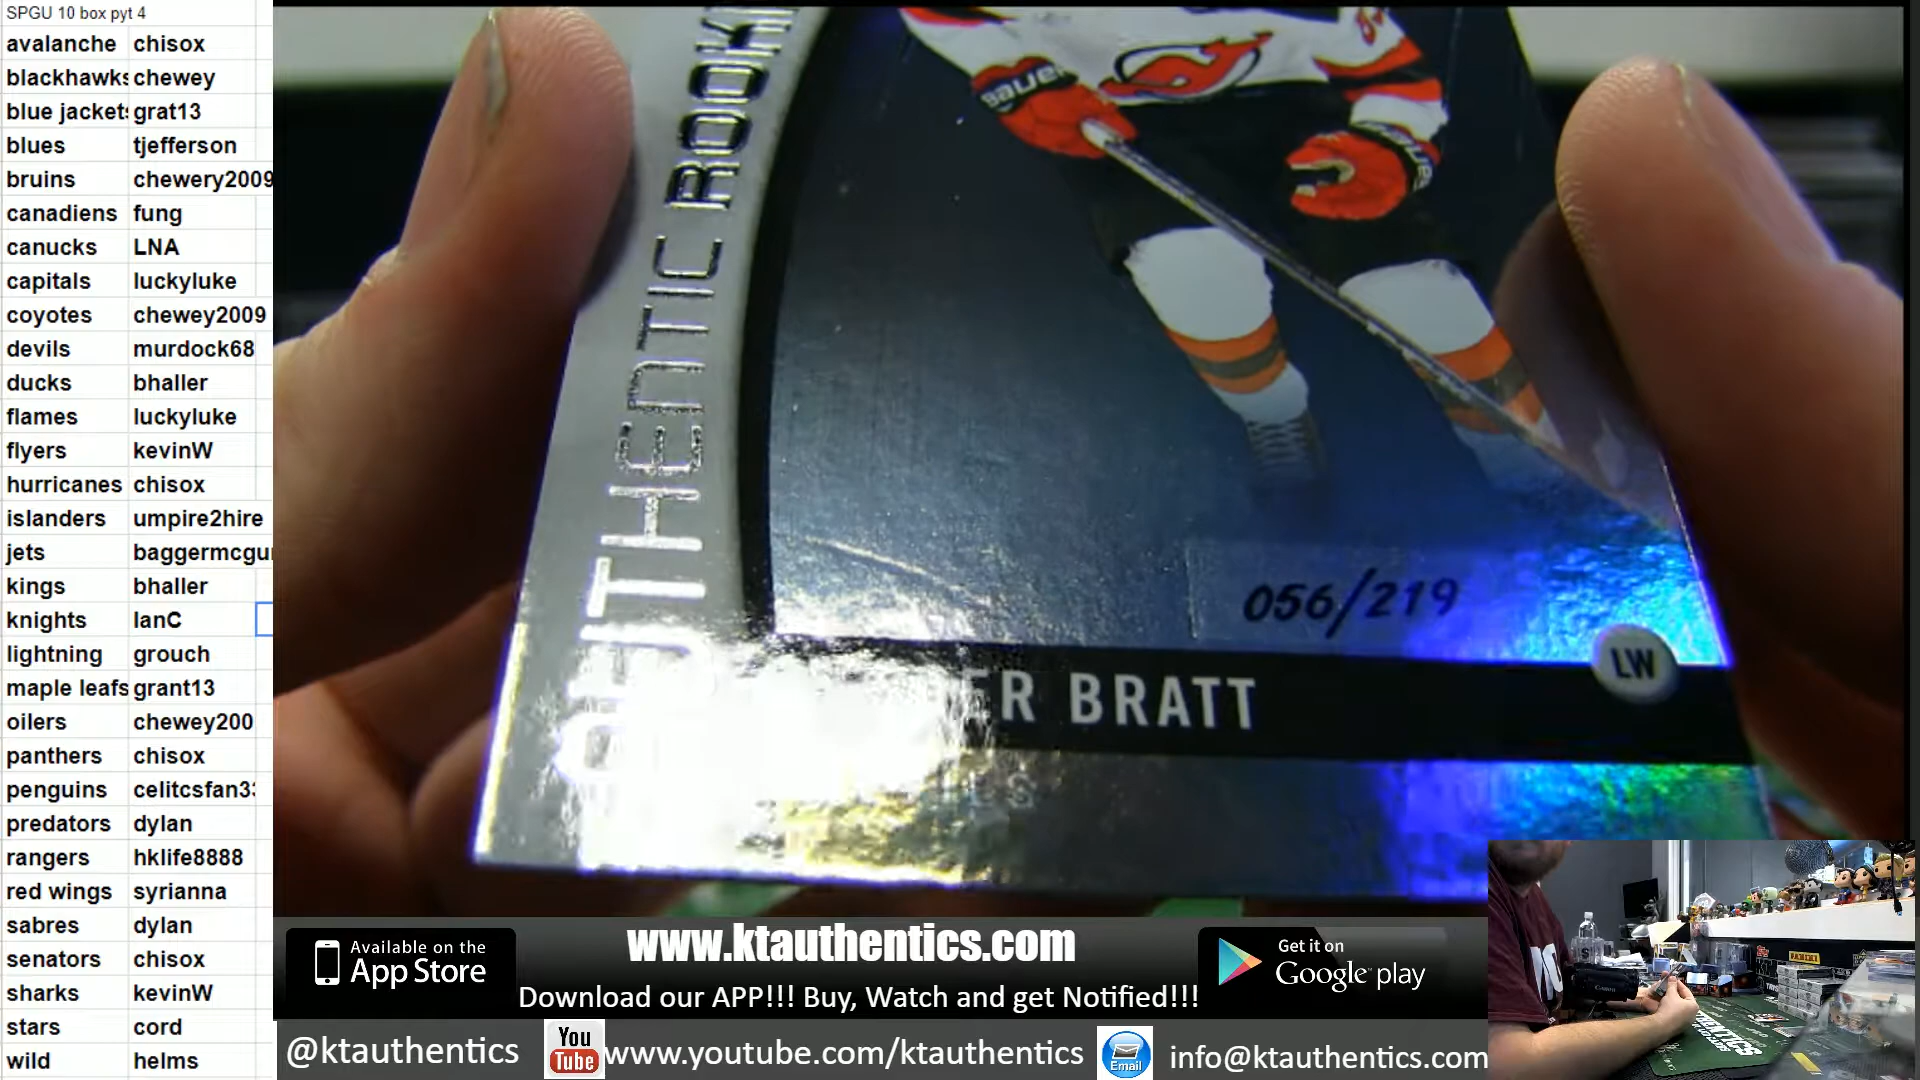 SPGU 10 box pyt 4
avalanche chisox
blackhawks chewey
blue jackets grat13
blues tjefferson
bruins chewery2009
canadiens fung
canucks LNA
capitals luckyluke
coyotes chewey2009
devils murdock68
ducks bhaller
flames luckyluke
flyers kevinW
hurricanes chisox
islanders umpire2hire
jets baggermcgu
kings bhaller
knights
lightning grouch
maple leafs grant13
oilers chewey200
panthers chisox
penguins celitcsfan3
predators dylan
rangers hklife8888
red wings syrianna
sabres dylan
senators chisox
sharks kevinW
stars cord
wild helms
AUTHENTIC ROOKI
BAUER
BAUER
056/219
LW
ER BRATT
Available on the
App Store
www.ktauthentics.com
Get it on
Google play
Download our APP!!! Buy, Watch and get Notified!!!
@ktauthentics
You
Tube
www.youtube.com/ktauthentics
Email
info@ktauthentics.com